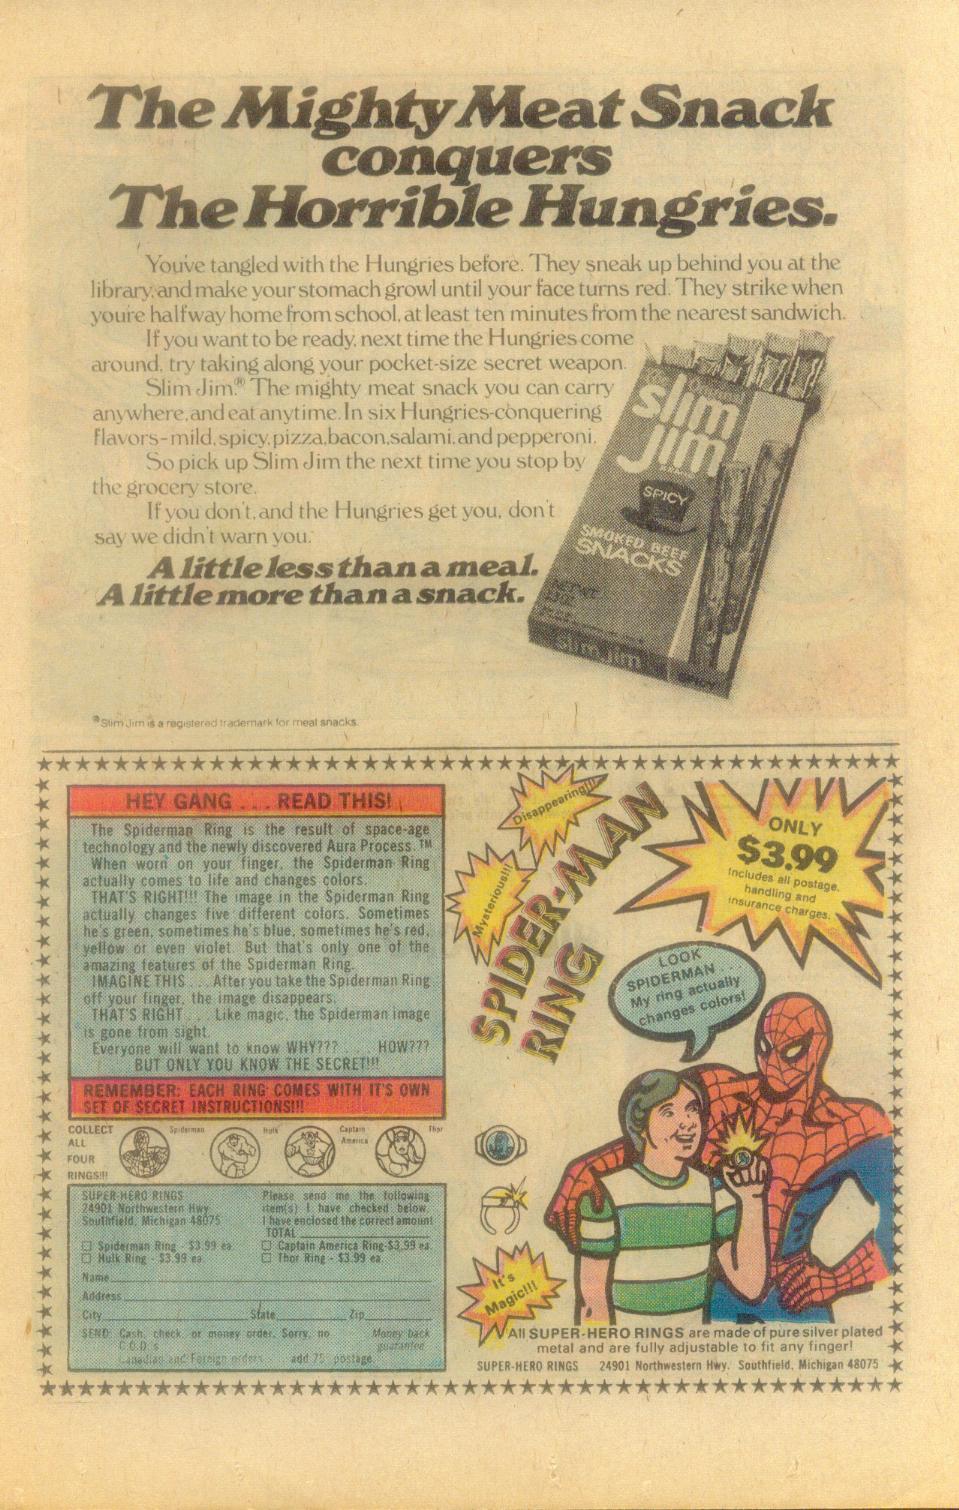 The Mighty Meat Snack
conquers
The Horrible Hungries.
You've tangled with the Hungries before. They sneak up behind you at the
library, and make your stomach growl until your face turns red. They strike when
you're halfway home from school, at least ten minutes from the nearest sandwich.
If you want to be ready, next time the Hungries come
around, try taking along your pocket-size secret weapon.
Slim Jim.® The mighty meat snack you can carry
anywhere, and eat anytime. In six Hungries-conquering
flavors–mild, spicy, pizza, bacon, salami, and pepperoni.
So pick up Slim Jim the next time you stop by
the grocery store.
If you don't, and the Hungries get you, don't
say we didn't warn you.
A little less than a meal.
A little more than a snack.
slim
jim
SPICY
SMOKED BEEF
SNACKS
slim jim
SPICY
®Slim Jim is a registered trademark for meat snacks.
HEY GANG . . . READ THIS!
The Spiderman Ring is the result of space-age
technology and the newly discovered Aura Process.™
When worn on your finger, the Spiderman Ring
actually comes to life and changes colors.
THAT'S RIGHT!!! The image in the Spiderman Ring
actually changes five different colors. Sometimes
he's green, sometimes he's blue, sometimes he's red,
yellow or even violet. But that's only one of the
amazing features of the Spiderman Ring.
IMAGINE THIS . . . After you take the Spiderman Ring
off your finger, the image disappears.
THAT'S RIGHT . . . Like magic, the Spiderman image
is gone from sight.
Everyone will want to know WHY??? . . . HOW???
BUT ONLY YOU KNOW THE SECRET!!!
REMEMBER: EACH RING COMES WITH IT'S OWN
SET OF SECRET INSTRUCTIONS!!!
COLLECT
ALL
FOUR
RINGS!!!
Spiderman
Hulk
Captain
America
Thor
SUPER-HERO RINGS
24901 Northwestern Hwy
Southfield, Michigan 48075
Please send me the following
item(s) I have checked below.
I have enclosed the correct amount
TOTAL
Spiderman Ring - $3.99 ea.
Hulk Ring - $3.99 ea.
Captain America Ring-$3.99 ea.
Thor Ring - $3.99 ea.
Name
Address
City State Zip
SEND: Cash, check, or money order. Sorry, no
C.O.D.'s
Canadian and Foreign orders add 75¢ postage
Money back
guarantee
Disappearing!!!
Mysterious!!!
SPIDER-MAN
RING
ONLY
$3.99
Includes all postage,
handling and
insurance charges.
LOOK
SPIDERMAN . . .
My ring actually
changes colors!
It's
Magic!!!
All SUPER-HERO RINGS are made of pure silver plated
metal and are fully adjustable to fit any finger!
SUPER-HERO RINGS 24901 Northwestern Hwy. Southfield, Michigan 48075